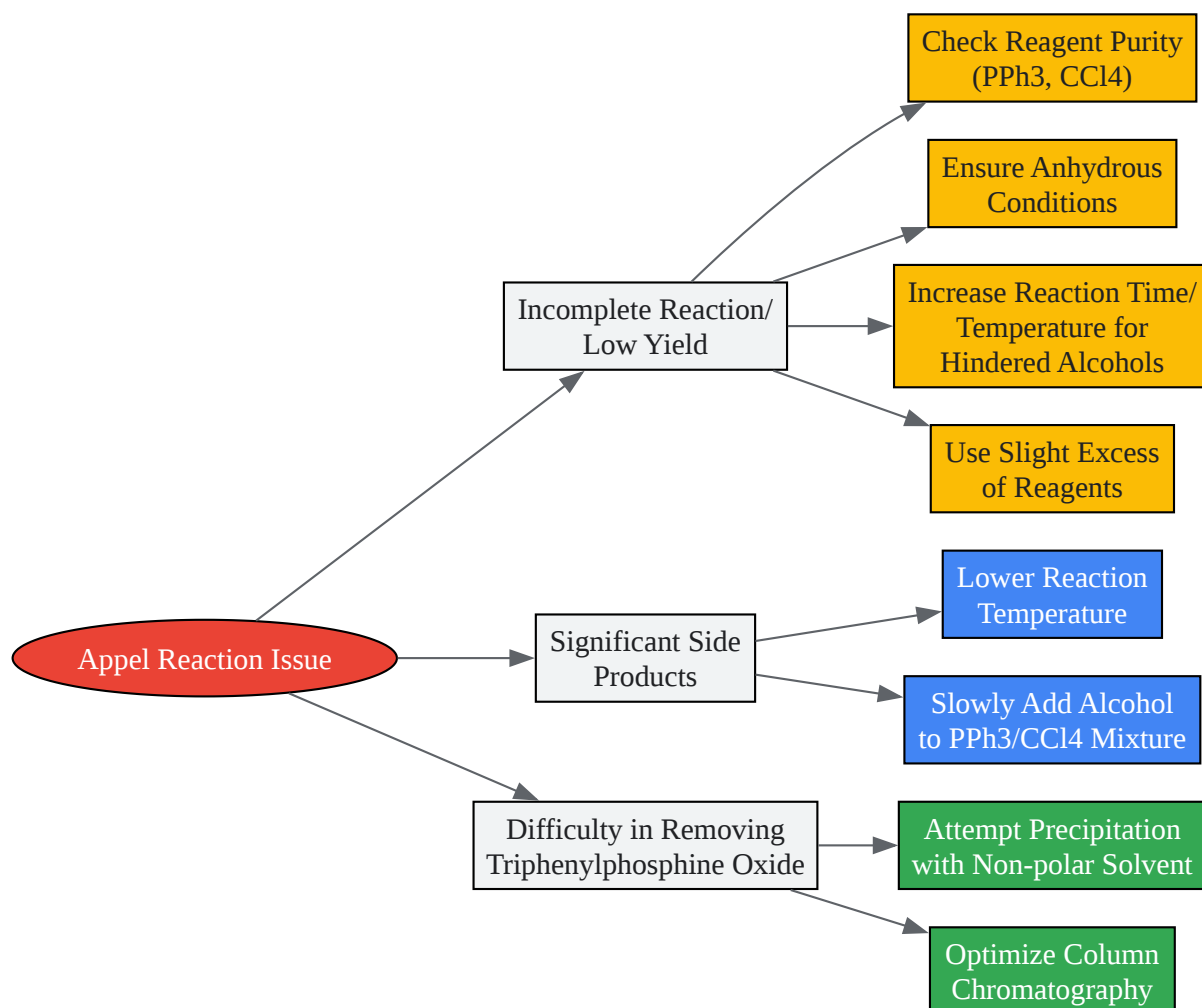 Appel Reaction Issue
Incomplete Reaction/
Low Yield
Check Reagent Purity
(PPh3, CCl4)
Ensure Anhydrous
Conditions
Increase Reaction Time/
Temperature for
Hindered Alcohols
Use Slight Excess
of Reagents
Significant Side
Products
Lower Reaction
Temperature
Slowly Add Alcohol
to PPh3/CCl4 Mixture
Difficulty in Removing
Triphenylphosphine Oxide
Attempt Precipitation
with Non-polar Solvent
Optimize Column
Chromatography